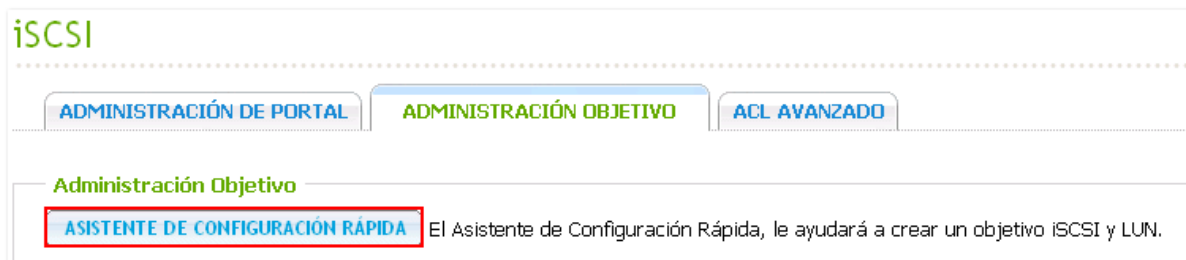 iSCSI
ADMINISTRACIÓN DE PORTAL ADMINISTRACIÓN OBJETIVO ACL AVANZADO
Administración Objetivo
ASISTENTE DE CONFIGURACIÓN RÁPIDA El Asistente de Configuración Rápida, le ayudará a crear un objetivo iSCSI y LUN.